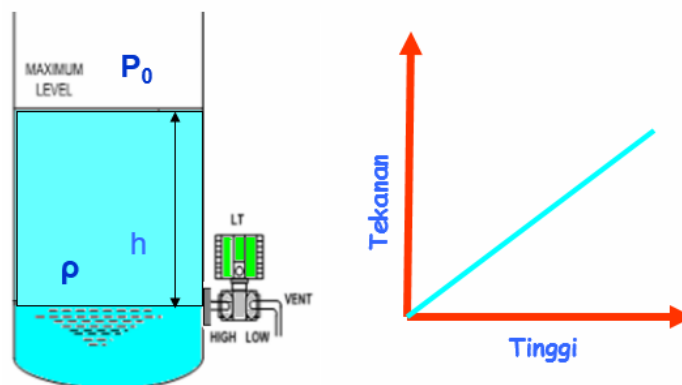 MAXIMUM
LEVEL
P₀
h
ρ
LT
VENT
HIGH LOW
Tekanan
Tinggi